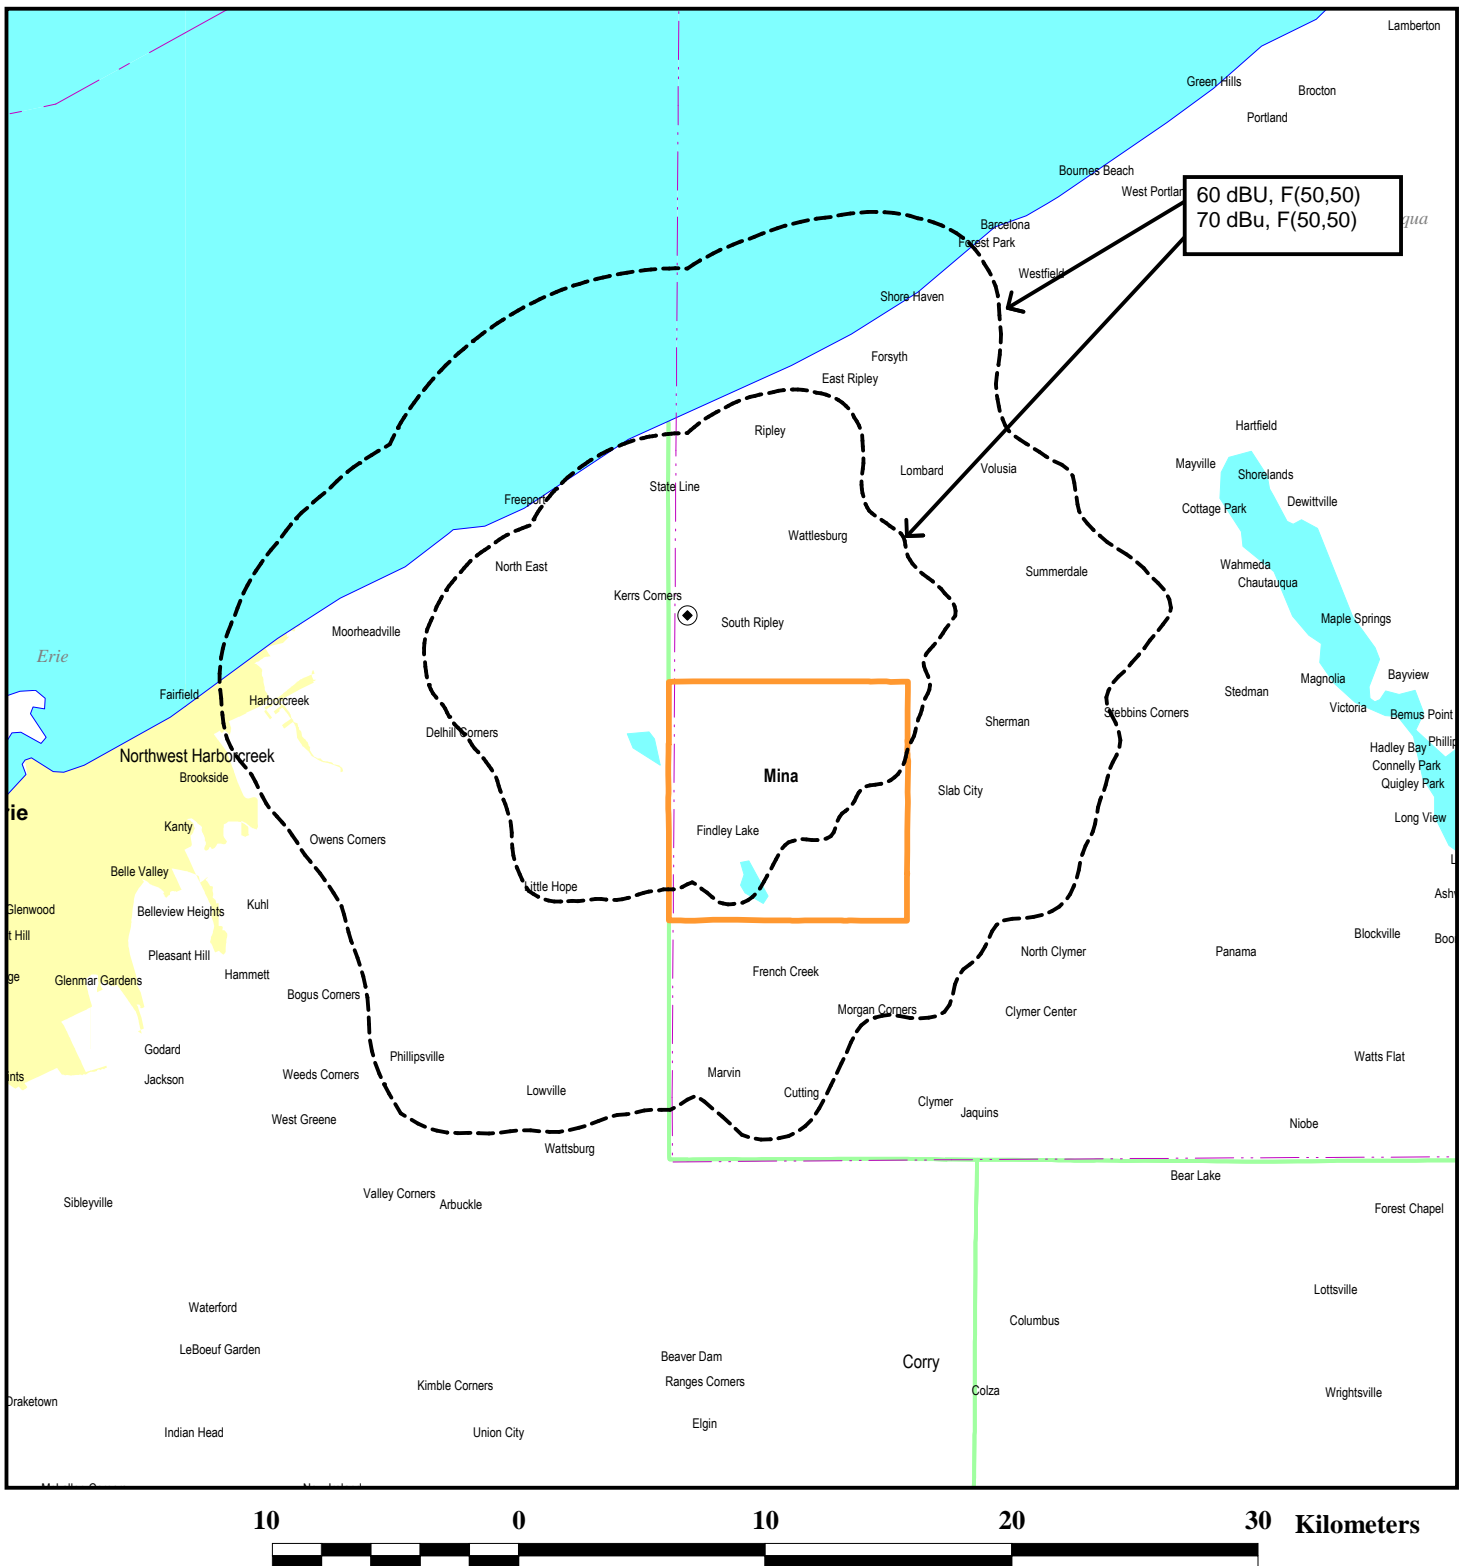 Lamberton
Green Hills
Brocton
Portland
Bournes Beach
West Portlan
60 dBU, F(50,50)
70 dBu, F(50,50)
qua
Barcelona
Forest Park
Westfield
Shore Haven
Forsyth
East Ripley
Ripley
Hartfield
Lombard
Volusia
Mayville
Shorelands
State Line
Freeport
Dewittville
Cottage Park
Wattlesburg
North East
Summerdale
Wahmeda
Chautauqua
Kerrs Corners
South Ripley
Maple Springs
Moorheadville
Erie
Fairfield
Harborcreek
Magnolia
Bayview
Stedman
Victoria
Bemus Point
Stebbins Corners
Sherman
Delhill Corners
Phillip
Hadley Bay
Northwest Harborcreek
Connelly Park
Brookside
Mina
Quigley Park
Slab City
rie
Long View
Kanty
Findley Lake
Owens Corners
L
Belle Valley
Little Hope
Ash
Glenwood
Belleview Heights
Kuhl
t Hill
Blockville
Boo
Pleasant Hill
North Clymer
Panama
ge
Glenmar Gardens
Hammett
French Creek
Bogus Corners
Morgan Corners
Clymer Center
Godard
Phillipsville
Watts Flat
ints
Jackson
Weeds Corners
Marvin
Lowville
Cutting
Clymer
Jaquins
West Greene
Niobe
Wattsburg
Bear Lake
Sibleyville
Valley Corners
Arbuckle
Forest Chapel
Lottsville
Waterford
Columbus
LeBoeuf Garden
Beaver Dam
Corry
Kimble Corners
Ranges Corners
Colza
Wrightsville
Draketown
Elgin
Indian Head
Union City
10 0 10 20 30 Kilometers